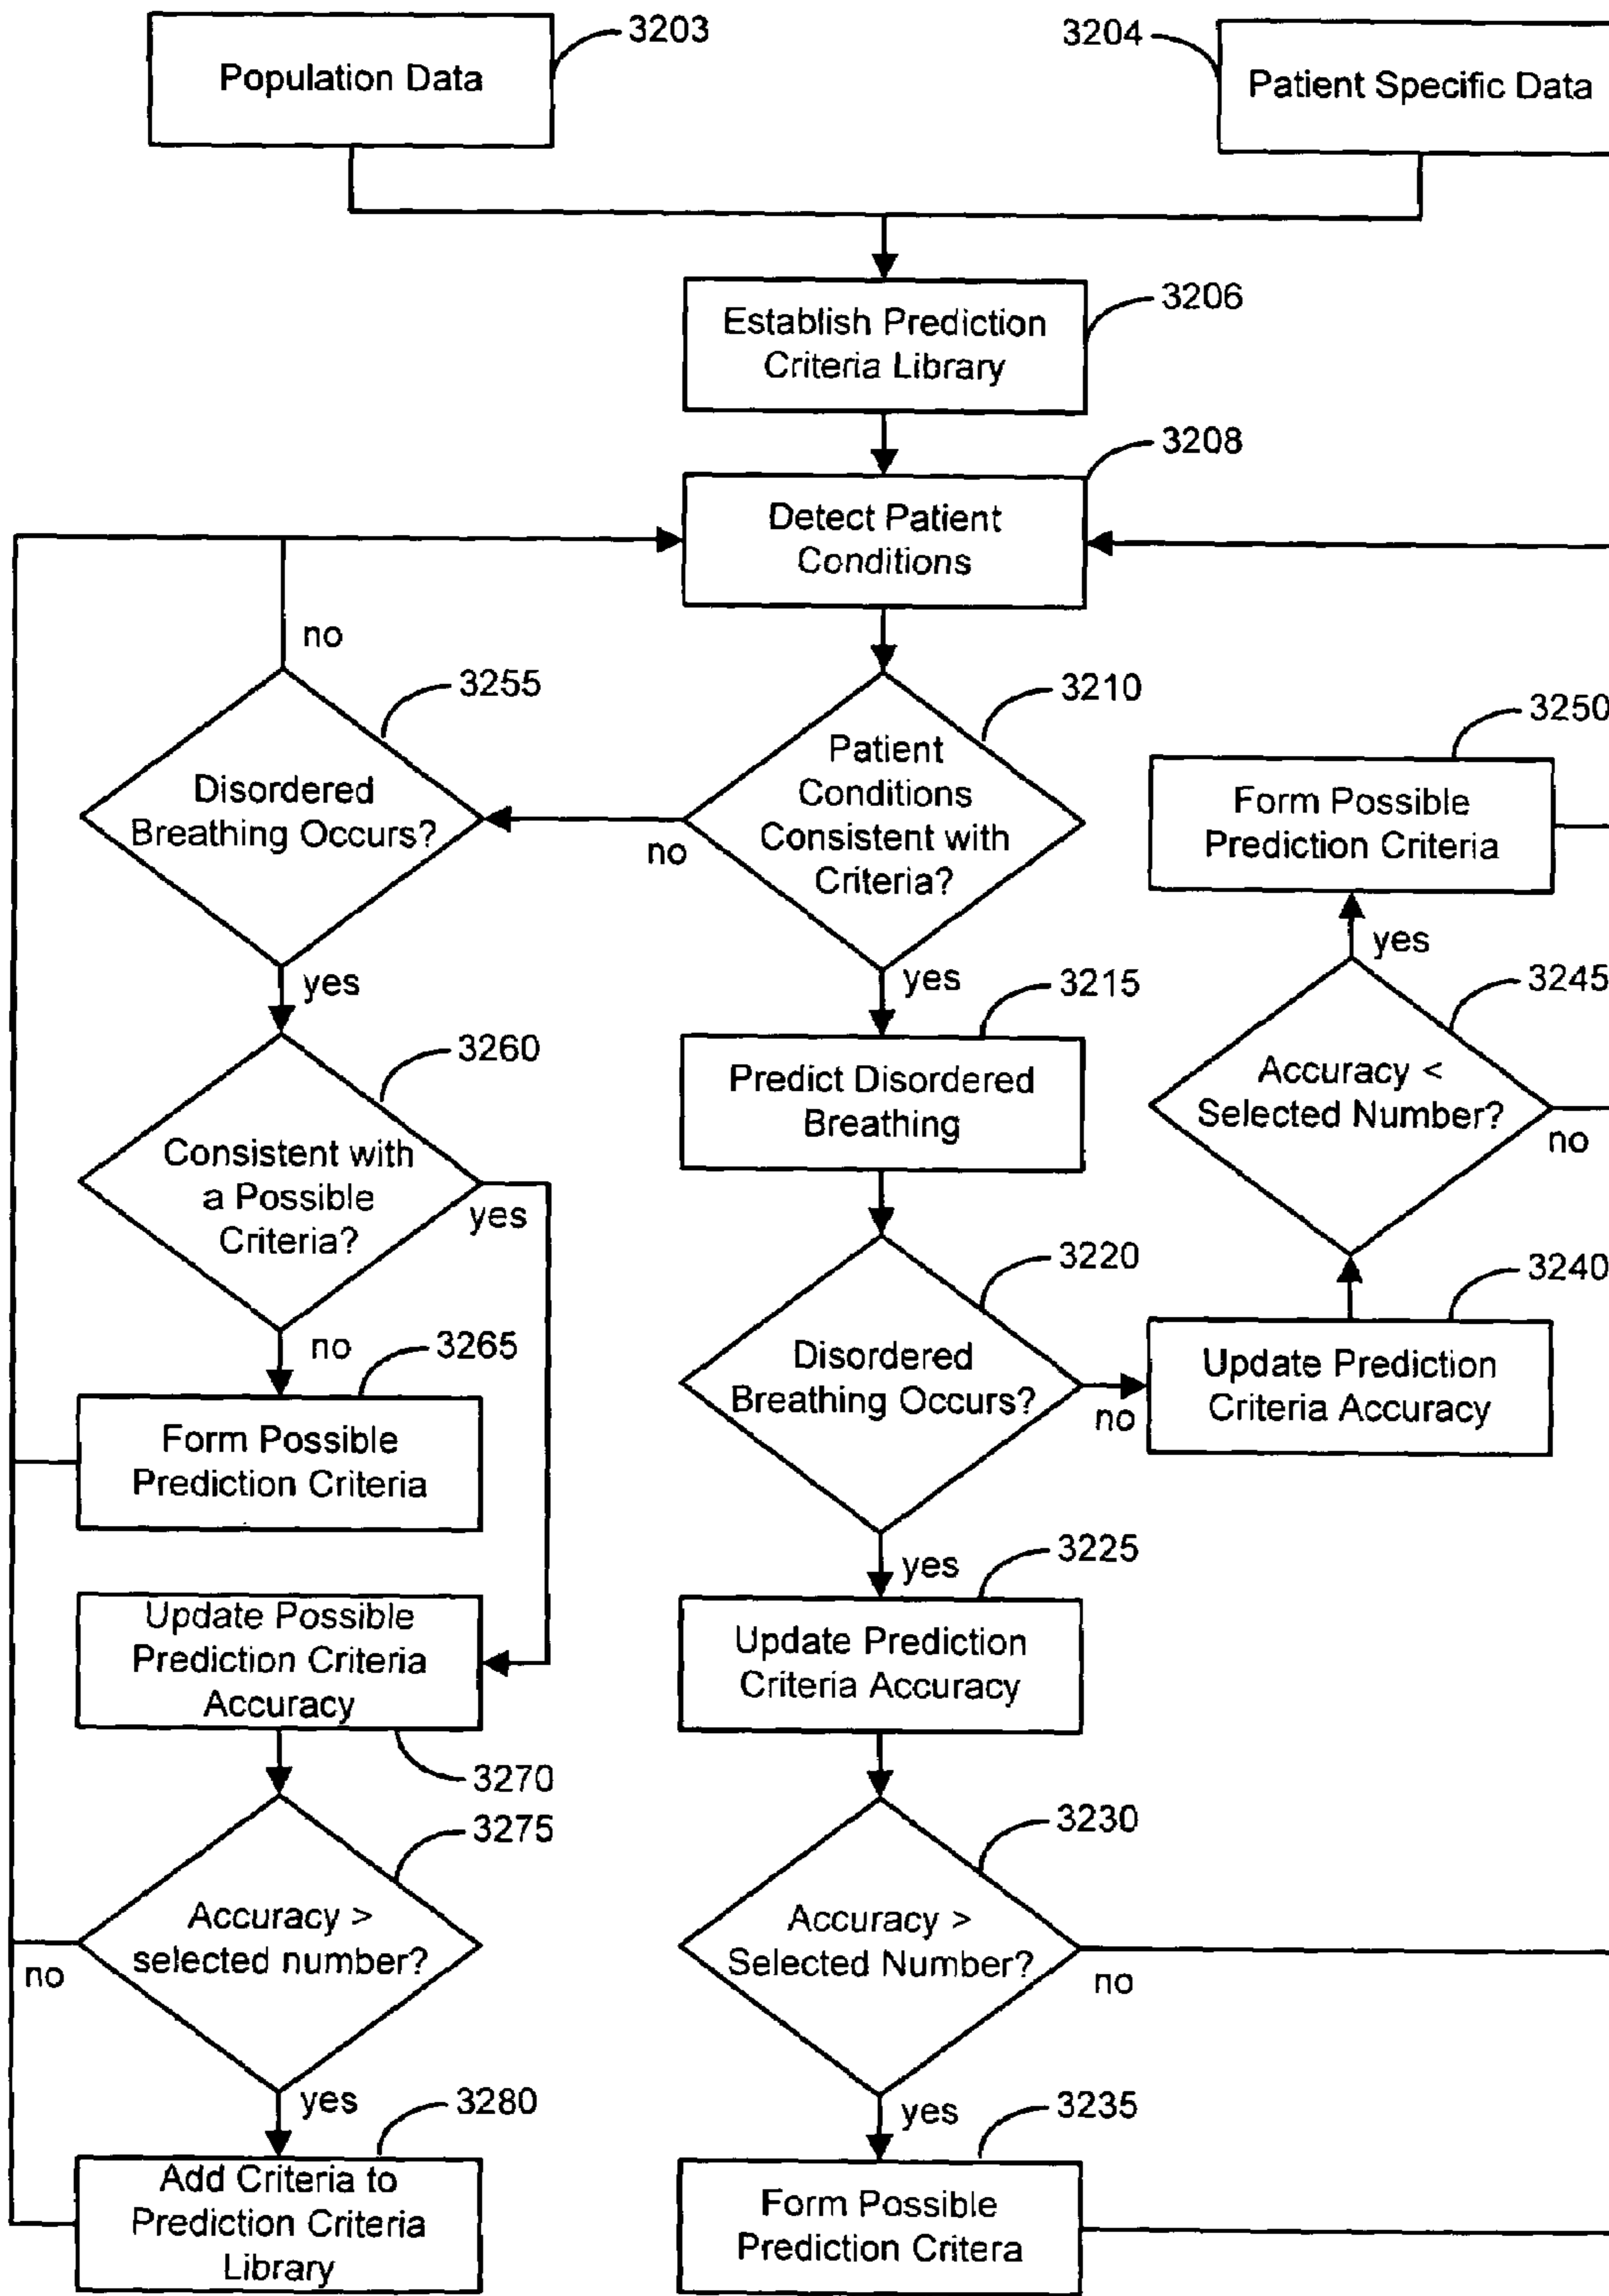 3203
3204
Population Data
Patient Specific Data
3206
Establish Prediction
Criteria Library
3208
Detect Patient
Conditions
no
3255
3210
3250
Disordered
Breathing Occurs?
Patient
Conditions
Consistent with
Criteria?
no
Form Possible
Prediction Criteria
yes
yes
yes
3215
3245
3260
Predict Disordered
Breathing
Accuracy <
Selected Number?
no
Consistent with
a Possible
Criteria?
yes
3220
3240
no
3265
Disordered
Breathing Occurs?
no
Update Prediction
Criteria Accuracy
Form Possible
Prediction Criteria
yes
3225
Update Possible
Prediction Criteria
Accuracy
Update Prediction
Criteria Accuracy
3270
3275
3230
Accuracy >
selected number?
no
Accuracy >
Selected Number?
no
yes
3280
yes
3235
Add Criteria to
Prediction Criteria
Library
Form Possible
Prediction Critera